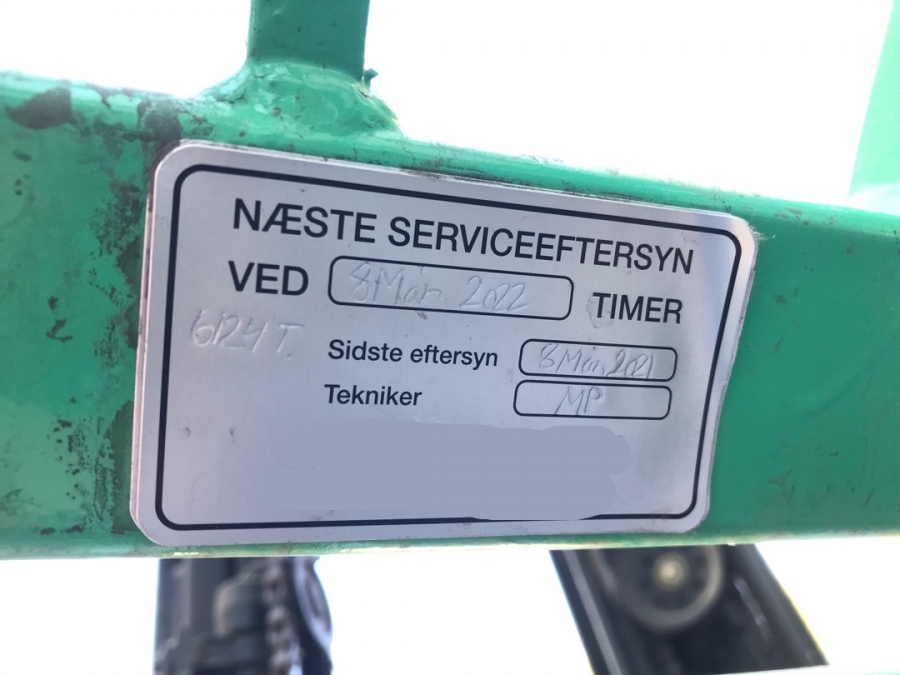 NÆSTE SERVICEEFTERSYN
VED 8 Mar. 2022 TIMER
6124 T.
Sidste eftersyn 8 Mar 2021
Tekniker MP